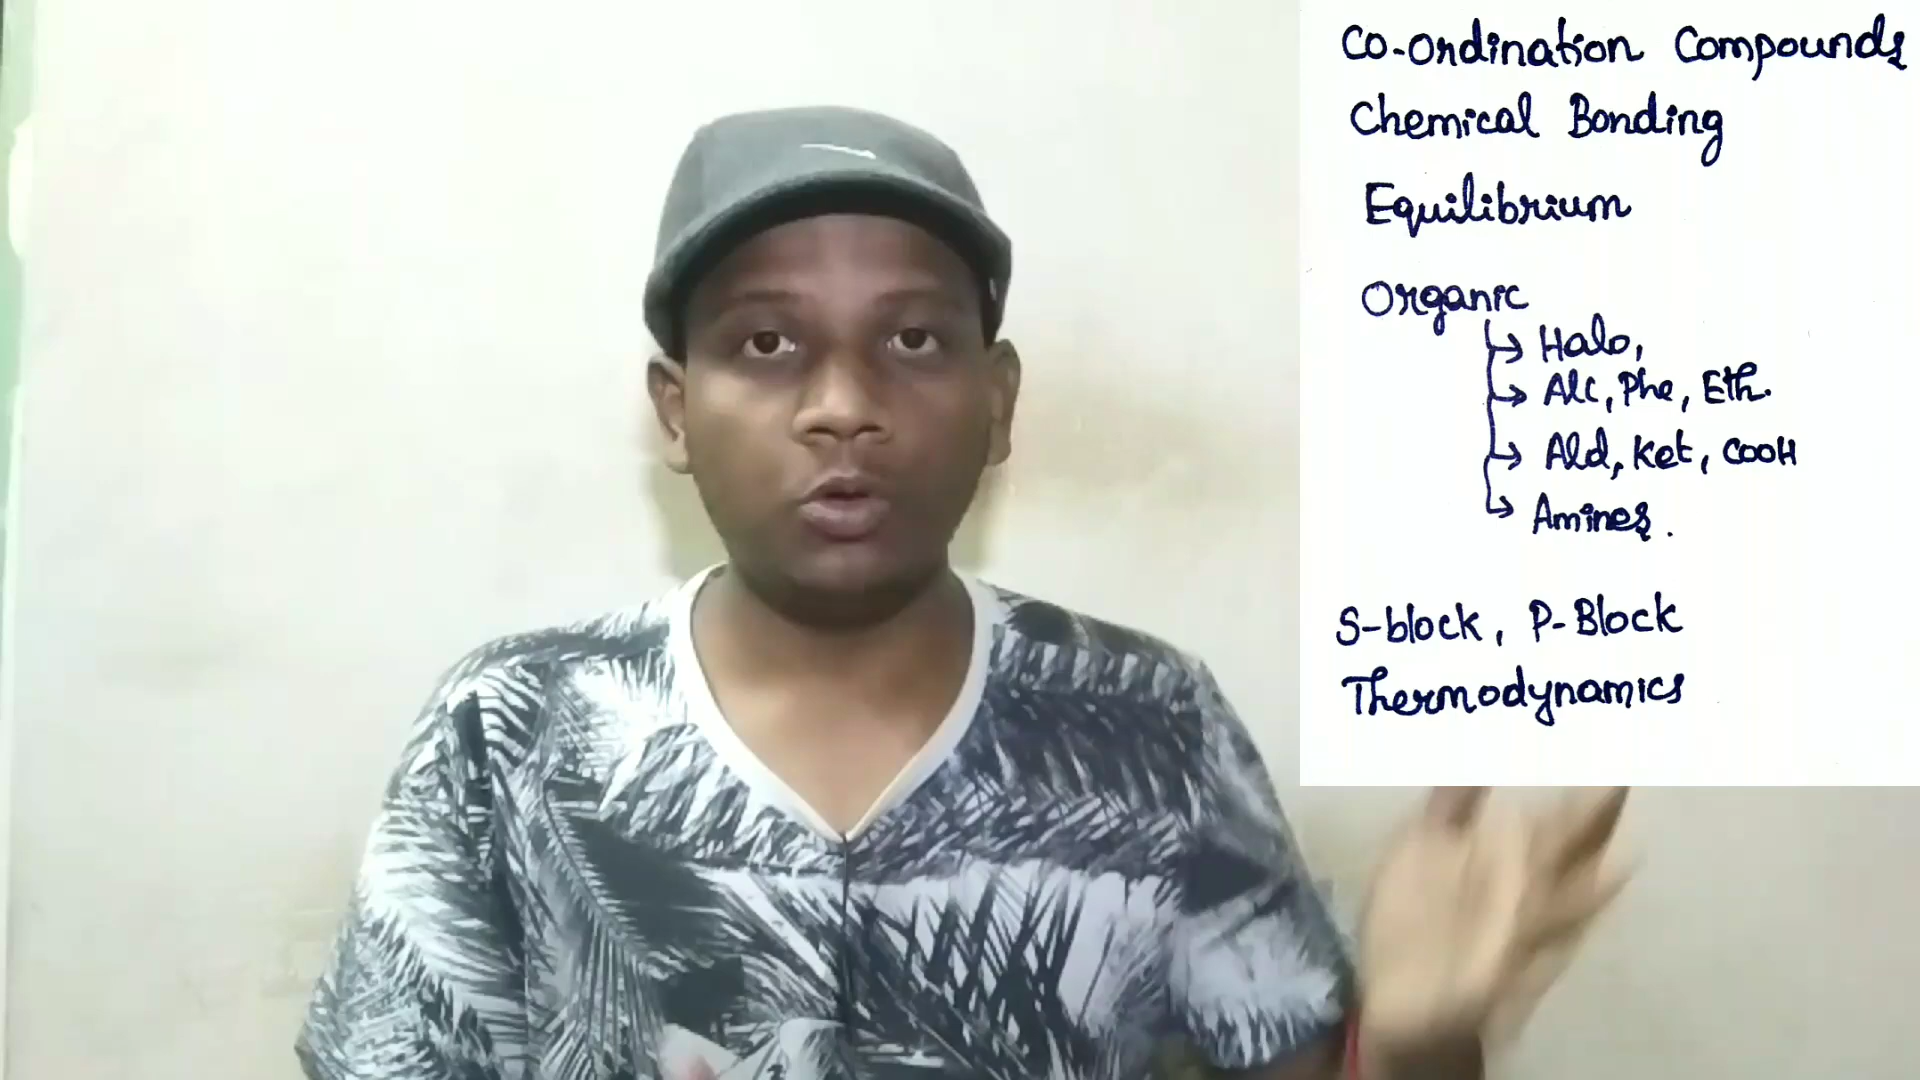 Co-ordination Compounds
Chemical Bonding
Equilibrium
Organic
→ Halo,
→ Alc, Phe, Eth.
→ Ald, Ket, COOH
→ Amines.
S-block, P-Block
Thermodynamics